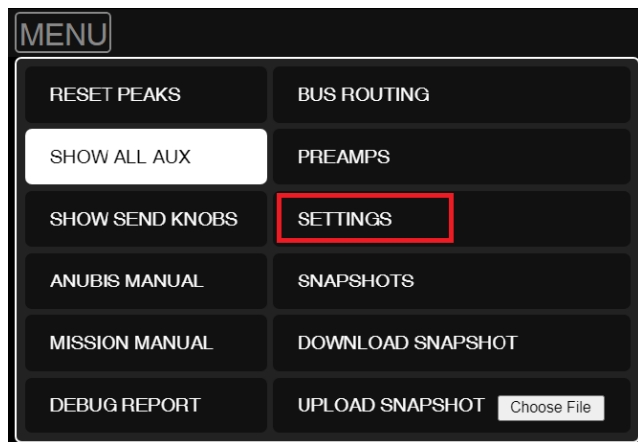 MENU
RESET PEAKS
BUS ROUTING
SHOW ALL AUX
PREAMPS
SHOW SEND KNOBS
SETTINGS
ANUBIS MANUAL
SNAPSHOTS
MISSION MANUAL
DOWNLOAD SNAPSHOT
DEBUG REPORT
UPLOAD SNAPSHOT Choose File